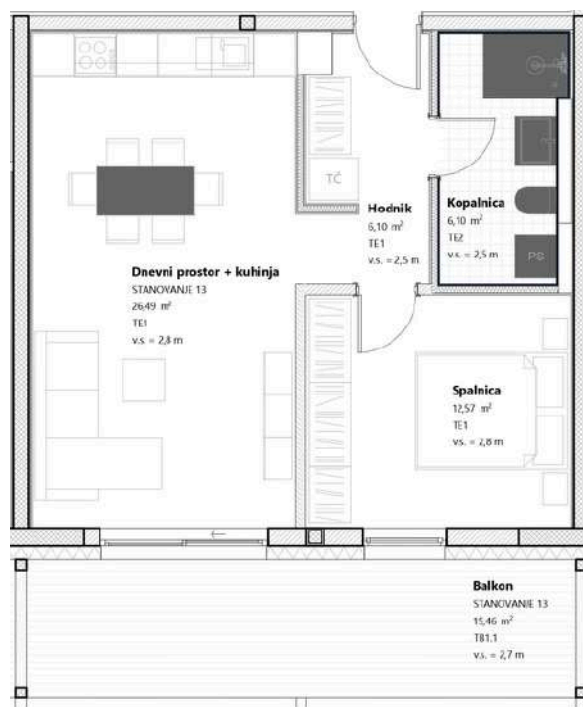 TČ
Hodnik
6,10 m²
TE1
v.s. = 2,5 m
Kopalnica
6,10 m²
TE2
v.s. = 2,5 m
PS
Dnevni prostor + kuhinja
STANOVANJE 13
26,49 m²
TE1
v.s. = 2,8 m
Spalnica
12,57 m²
TE1
v.s. = 2,8 m
Balkon
STANOVANJE 13
15,46 m²
TB1.1
v.s. = 2,7 m